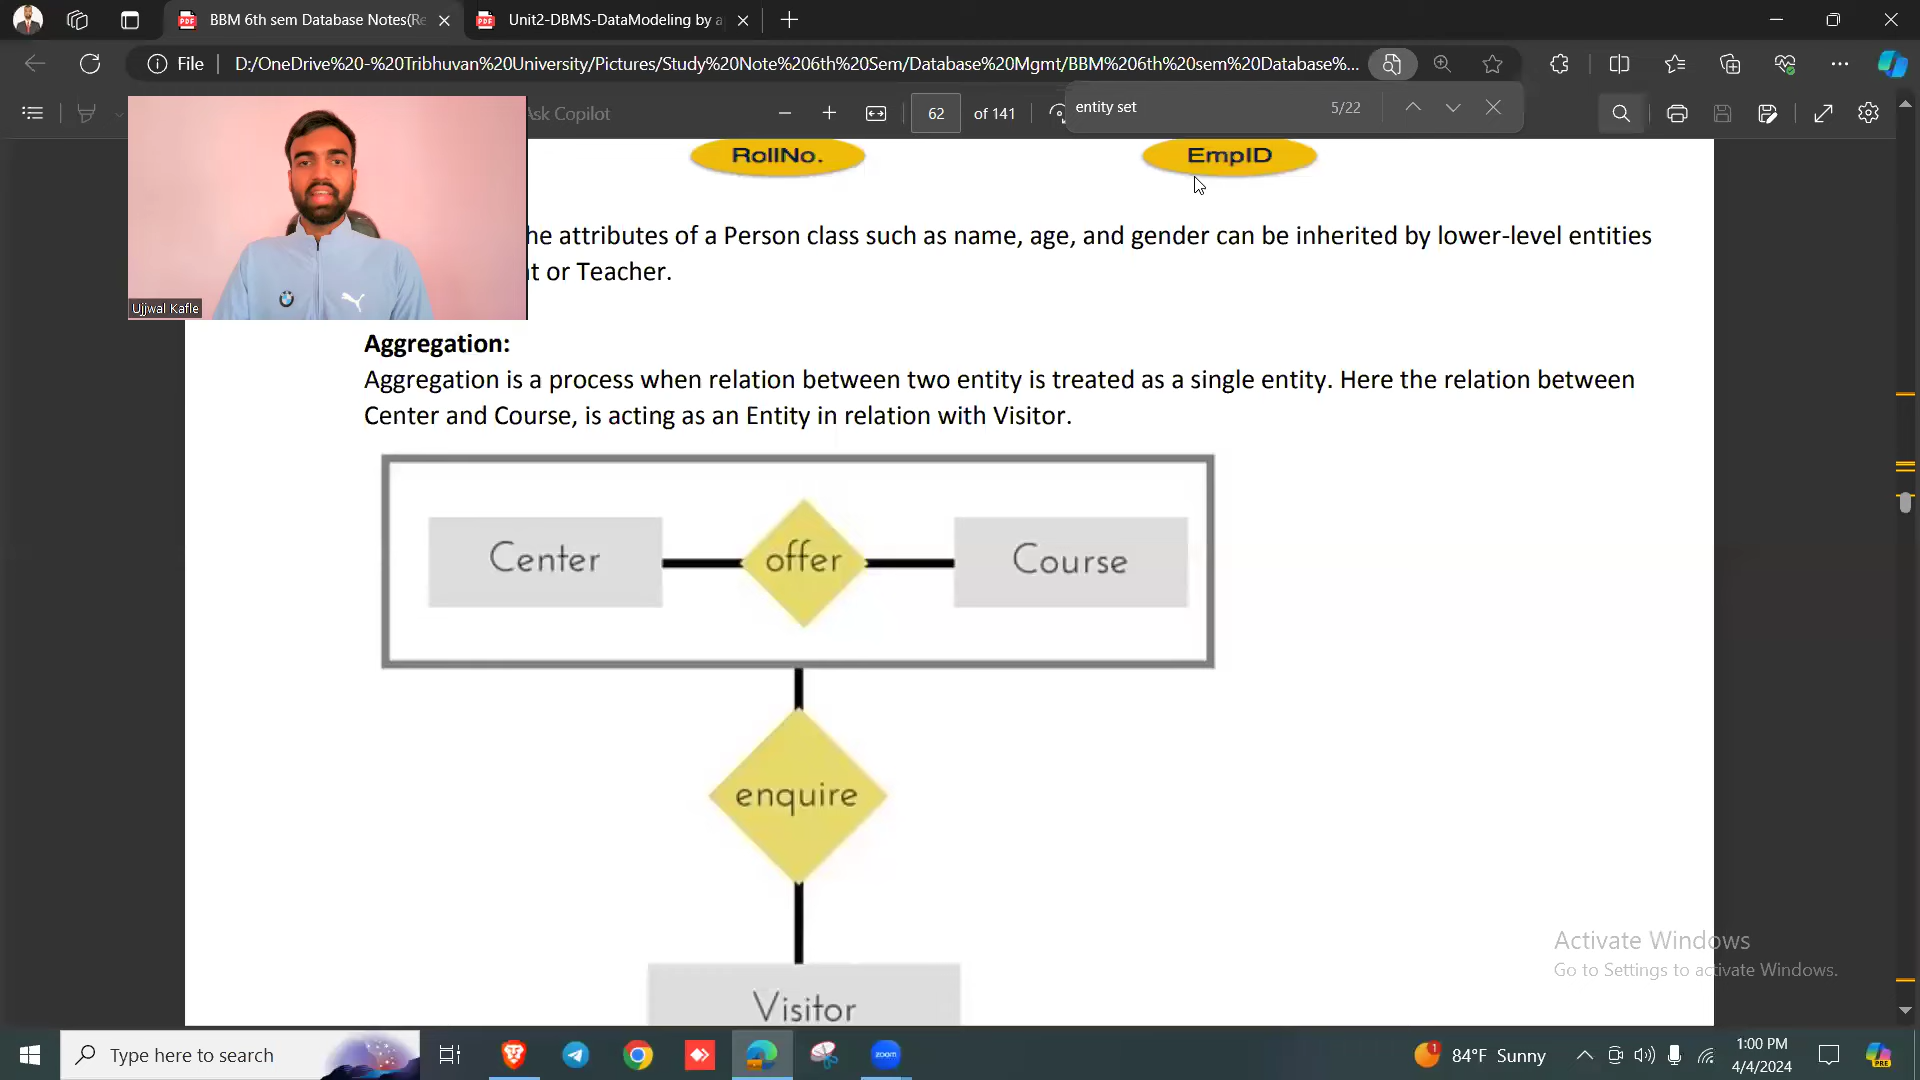 BBM 6th sem Database Notes(Re
Unit2-DBMS-DataModeling by a
File
D:/OneDrive%20-%20Tribhuvan%20University/Pictures/Study%20Note%206th%20Sem/Database%20Mgmt/BBM%206th%20sem%20Database%...
Ask Copilot
62
of 141
entity set
5/22
RollNo.
EmpID
he attributes of a Person class such as name, age, and gender can be inherited by lower-level entities
t or Teacher.
Ujjwal Kafle
Aggregation:
Aggregation is a process when relation between two entity is treated as a single entity. Here the relation between
Center and Course, is acting as an Entity in relation with Visitor.
Center
offer
Course
enquire
Visitor
Activate Windows
Go to Settings to activate Windows.
Type here to search
zoom
84°F Sunny
1:00 PM
4/4/2024
PRE